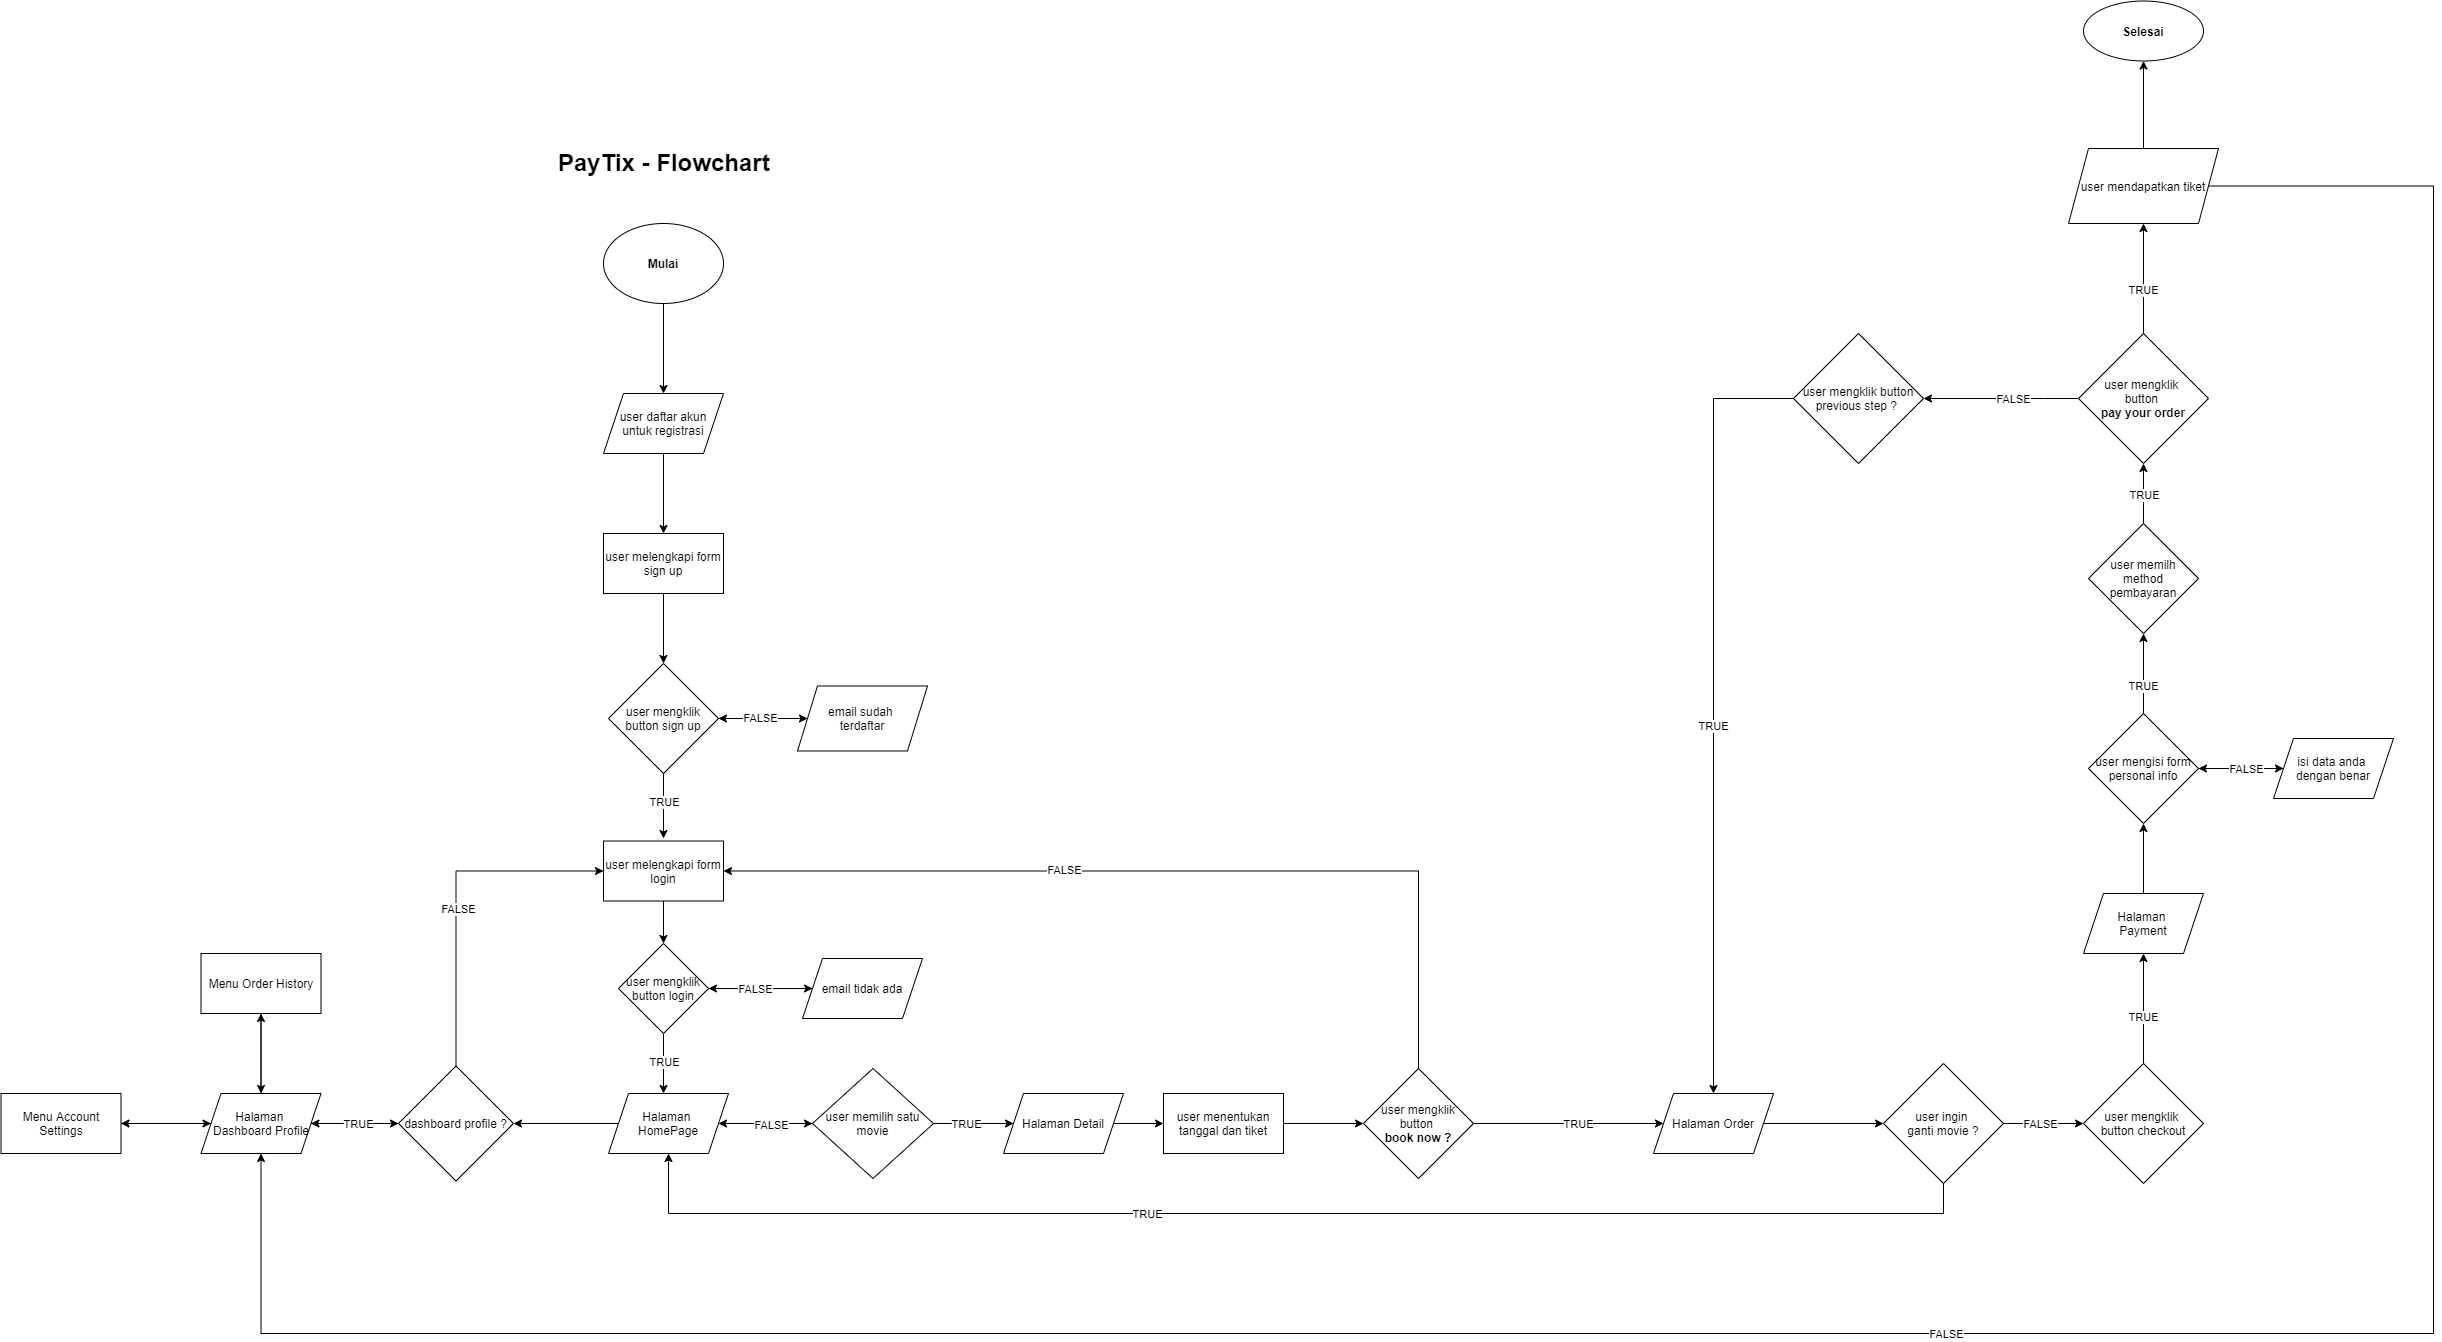 Selesai
PayTix - Flowchart
user mendapatkan tiket
Mulai
TRUE
user mengklik button
previous step ?
FALSE
user mengklik
button
pay your order
user daftar akun
untuk registrasi
TRUE
user melengkapi form
sign up
user memilh
method
pembayaran
TRUE
user mengklik
button sign up
FALSE
email sudah
terdaftar
TRUE
user mengisi form
personal info
FALSE
isi data anda
dengan benar
TRUE
user melengkapi form
login
FALSE
FALSE
Halaman
Payment
Menu Order History
user mengklik
button login
FALSE
email tidak ada
TRUE
TRUE
Menu Account
Settings
Halaman
Dashboard Profile
TRUE
dashboard profile ?
Halaman
HomePage
FALSE
user memilih satu
movie
TRUE
Halaman Detail
user menentukan
tanggal dan tiket
user mengklik
button
book now ?
TRUE
Halaman Order
user ingin
ganti movie ?
FALSE
user mengklik
button checkout
TRUE
FALSE